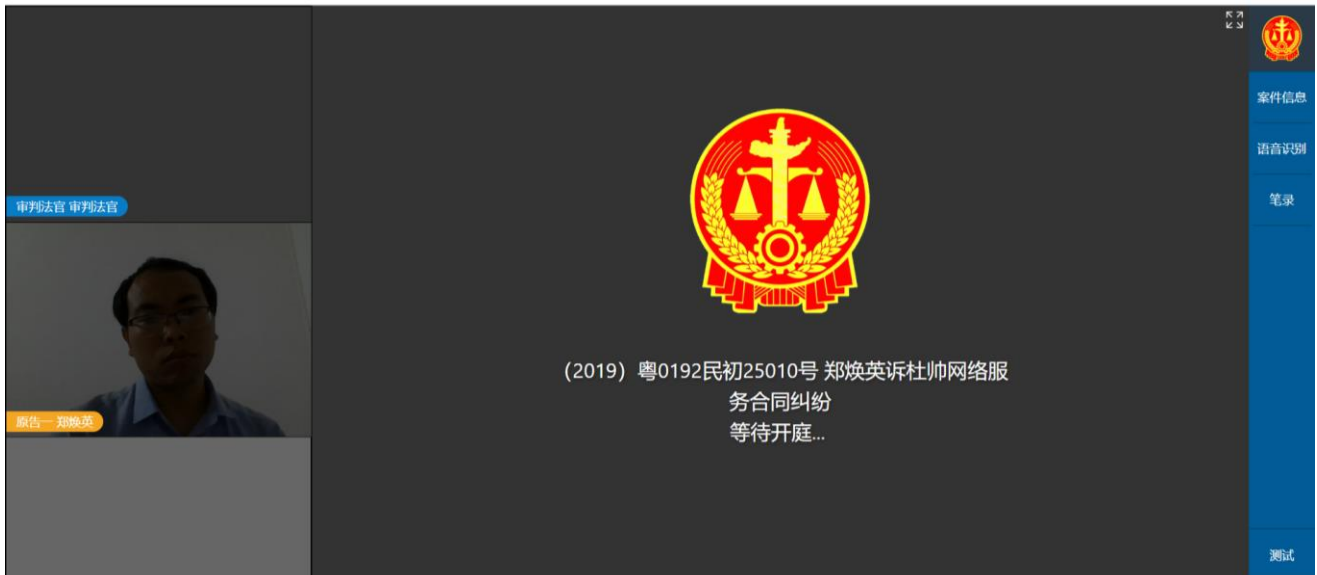 审判法官 审判法官
原告一 郑焕英
（2019）粤0192民初25010号 郑焕英诉杜帅网络服
务合同纠纷
等待开庭...
案件信息
语音识别
笔录
测试